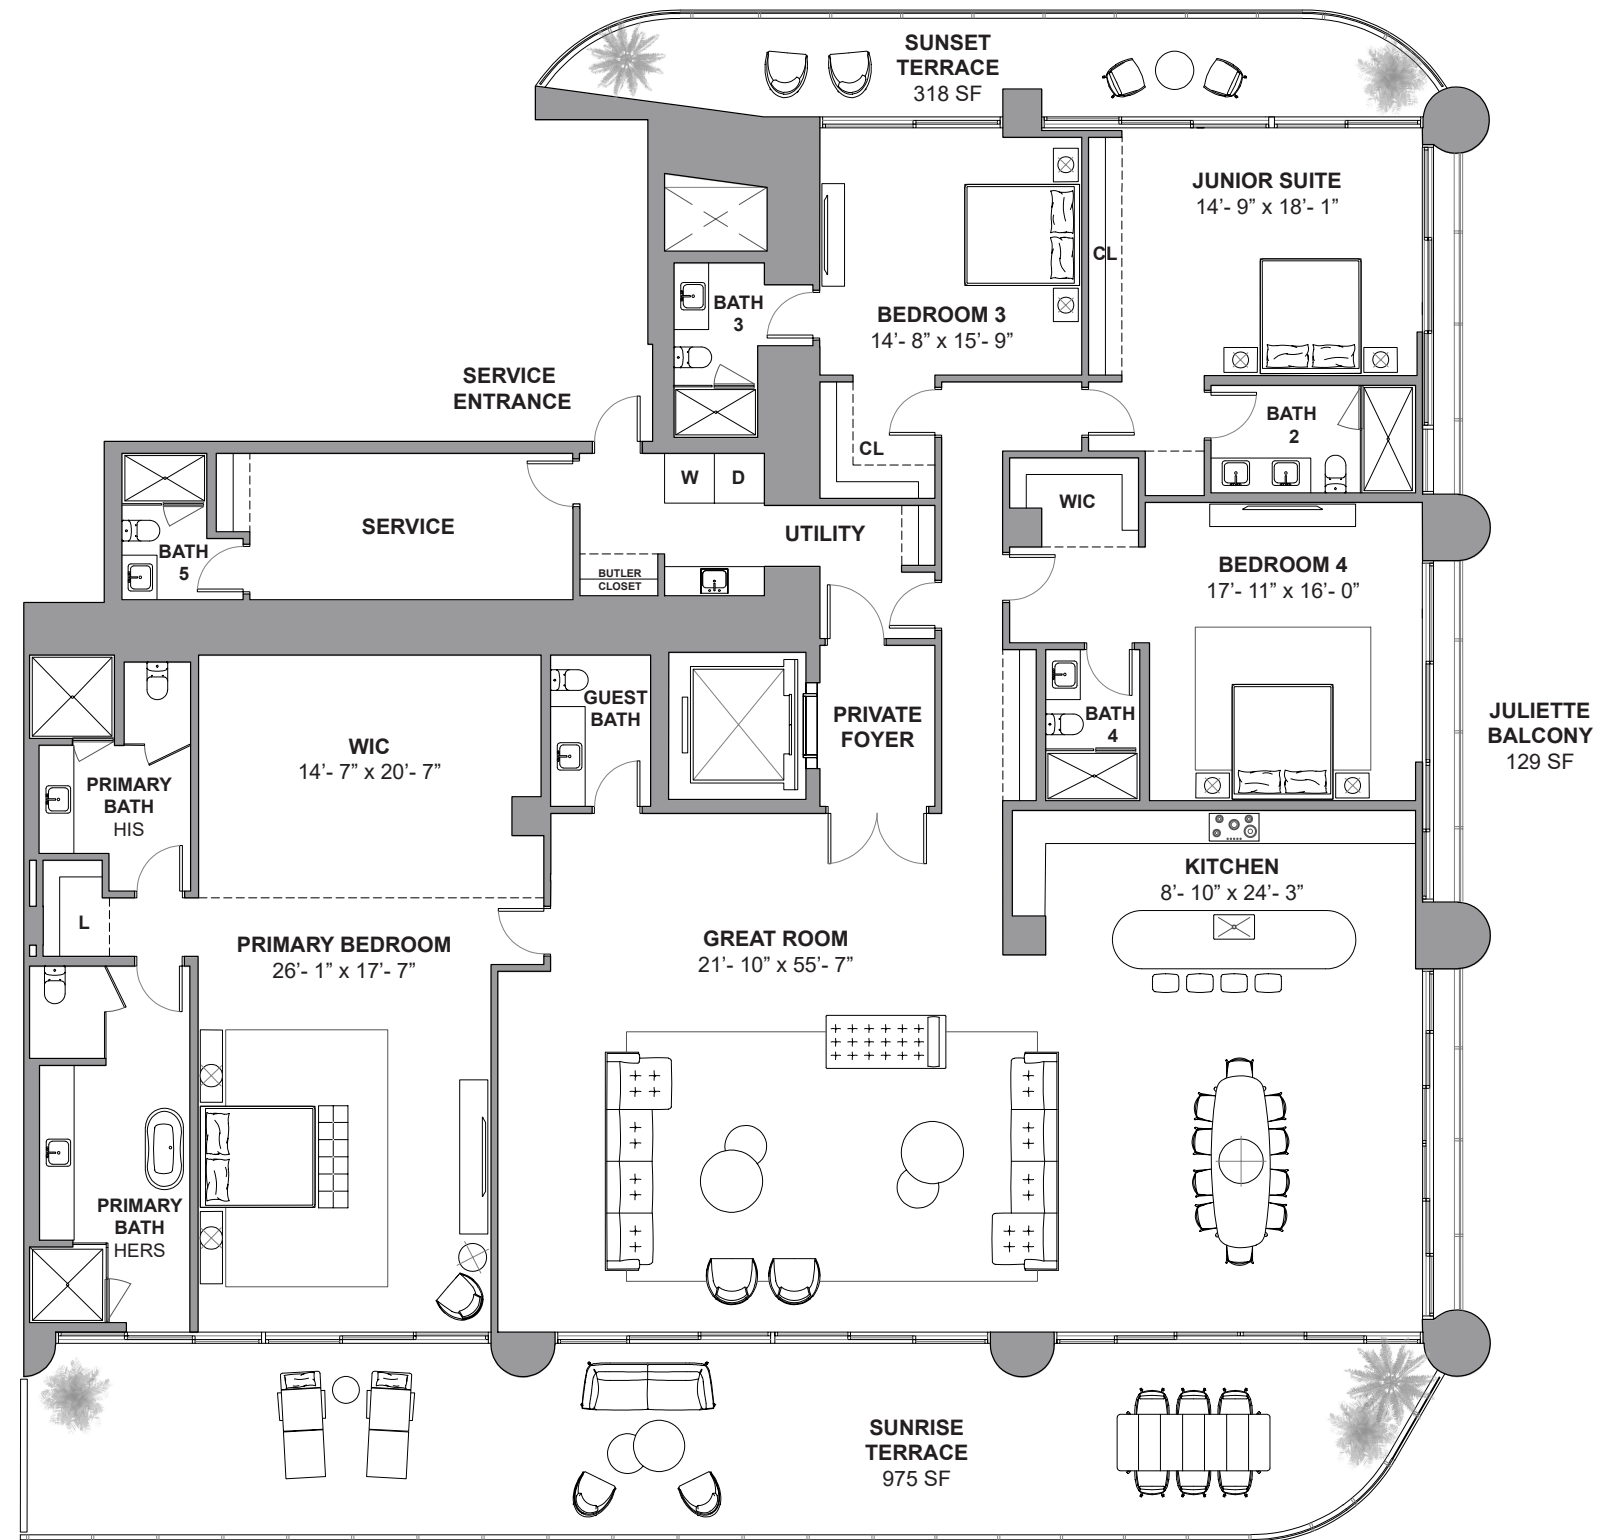 SUNSET
TERRACE
318 SF
JUNIOR SUITE
14’- 9” x 18’- 1”
CL
BATH
3
BEDROOM 3
14’- 8” x 15’- 9”
SERVICE
ENTRANCE
BATH
2
CL
W
D
WIC
SERVICE
UTILITY
BATH
5
BUTLER
CLOSET
BEDROOM 4
17’- 11” x 16’- 0”
GUEST
BATH
PRIVATE
FOYER
BATH
4
JULIETTE
BALCONY
129 SF
WIC
14’- 7” x 20’- 7”
PRIMARY
BATH
HIS
KITCHEN
8’- 10” x 24’- 3”
L
PRIMARY BEDROOM
26’- 1” x 17’- 7”
GREAT ROOM
21’- 10” x 55’- 7”
PRIMARY
BATH
HERS
SUNRISE
TERRACE
975 SF